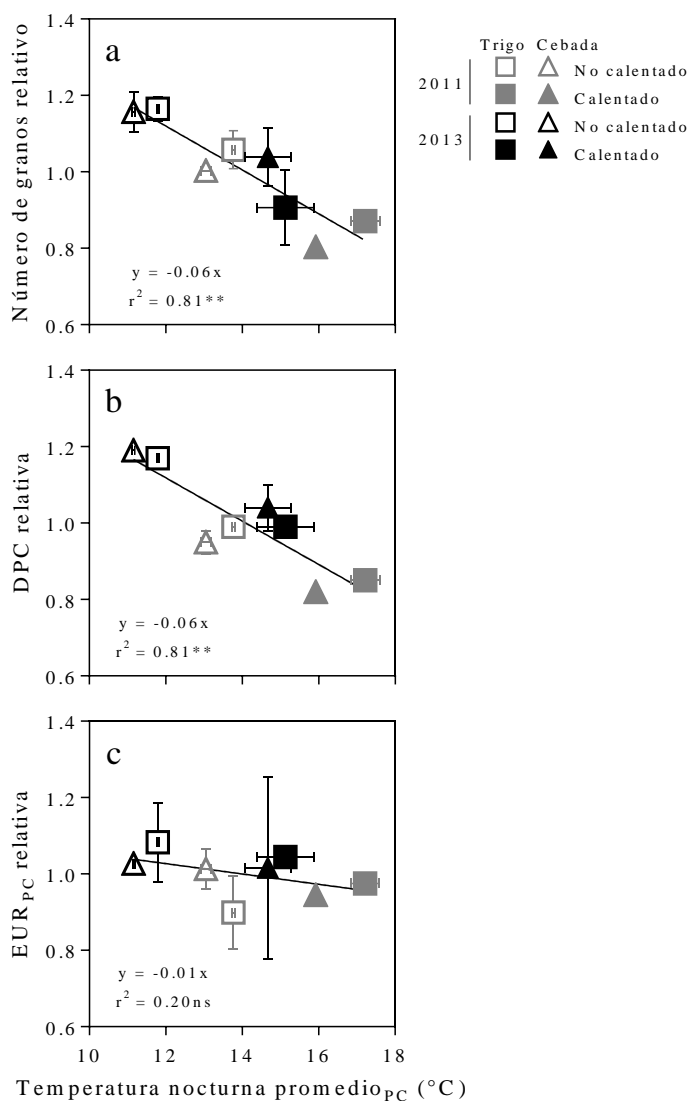 Trigo Cebada
2011
No calentado
Calentado
2013
No calentado
Calentado
a
Número de granos relativo
1.4
1.2
1.0
0.8
0.6
y = -0.06x
r² = 0.81**
b
DPC relativa
1.4
1.2
1.0
0.8
0.6
y = -0.06x
r² = 0.81**
c
EUR_PC relativa
1.4
1.2
1.0
0.8
0.6
y = -0.01x
r² = 0.20ns
10 12 14 16 18
Temperatura nocturna promedio_PC (°C)